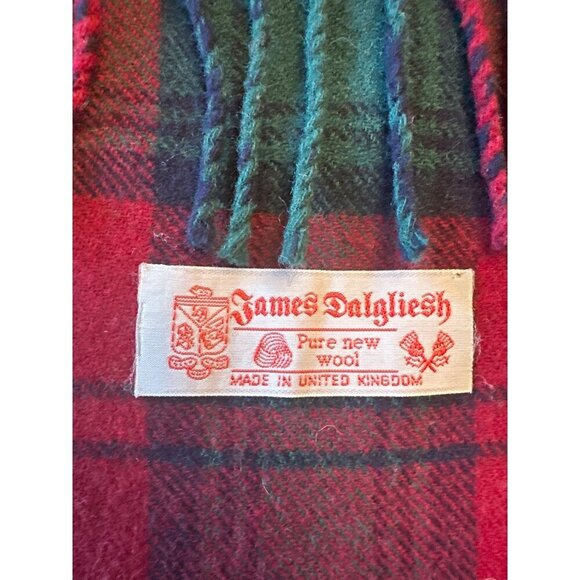 James Dalgliesh
Pure new
wool
MADE IN UNITED KINGDOM